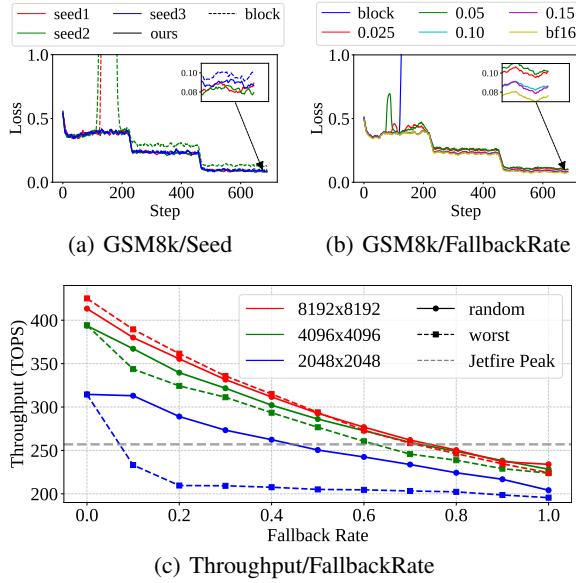 seed1 seed3 block
seed2 ours
block 0.05 0.15
0.025 0.10 bf16
1.0
0.5
0.0
Loss
0.10
0.08
0 200 400 600
Step
1.0
0.5
0.0
Loss
0.10
0.08
0 200 400 600
Step
(a) GSM8k/Seed
(b) GSM8k/FallbackRate
Throughput (TOPS)
400
350
300
250
200
8192x8192 random
4096x4096 worst
2048x2048 Jetfire Peak
0.0 0.2 0.4 0.6 0.8 1.0
Fallback Rate
(c) Throughput/FallbackRate